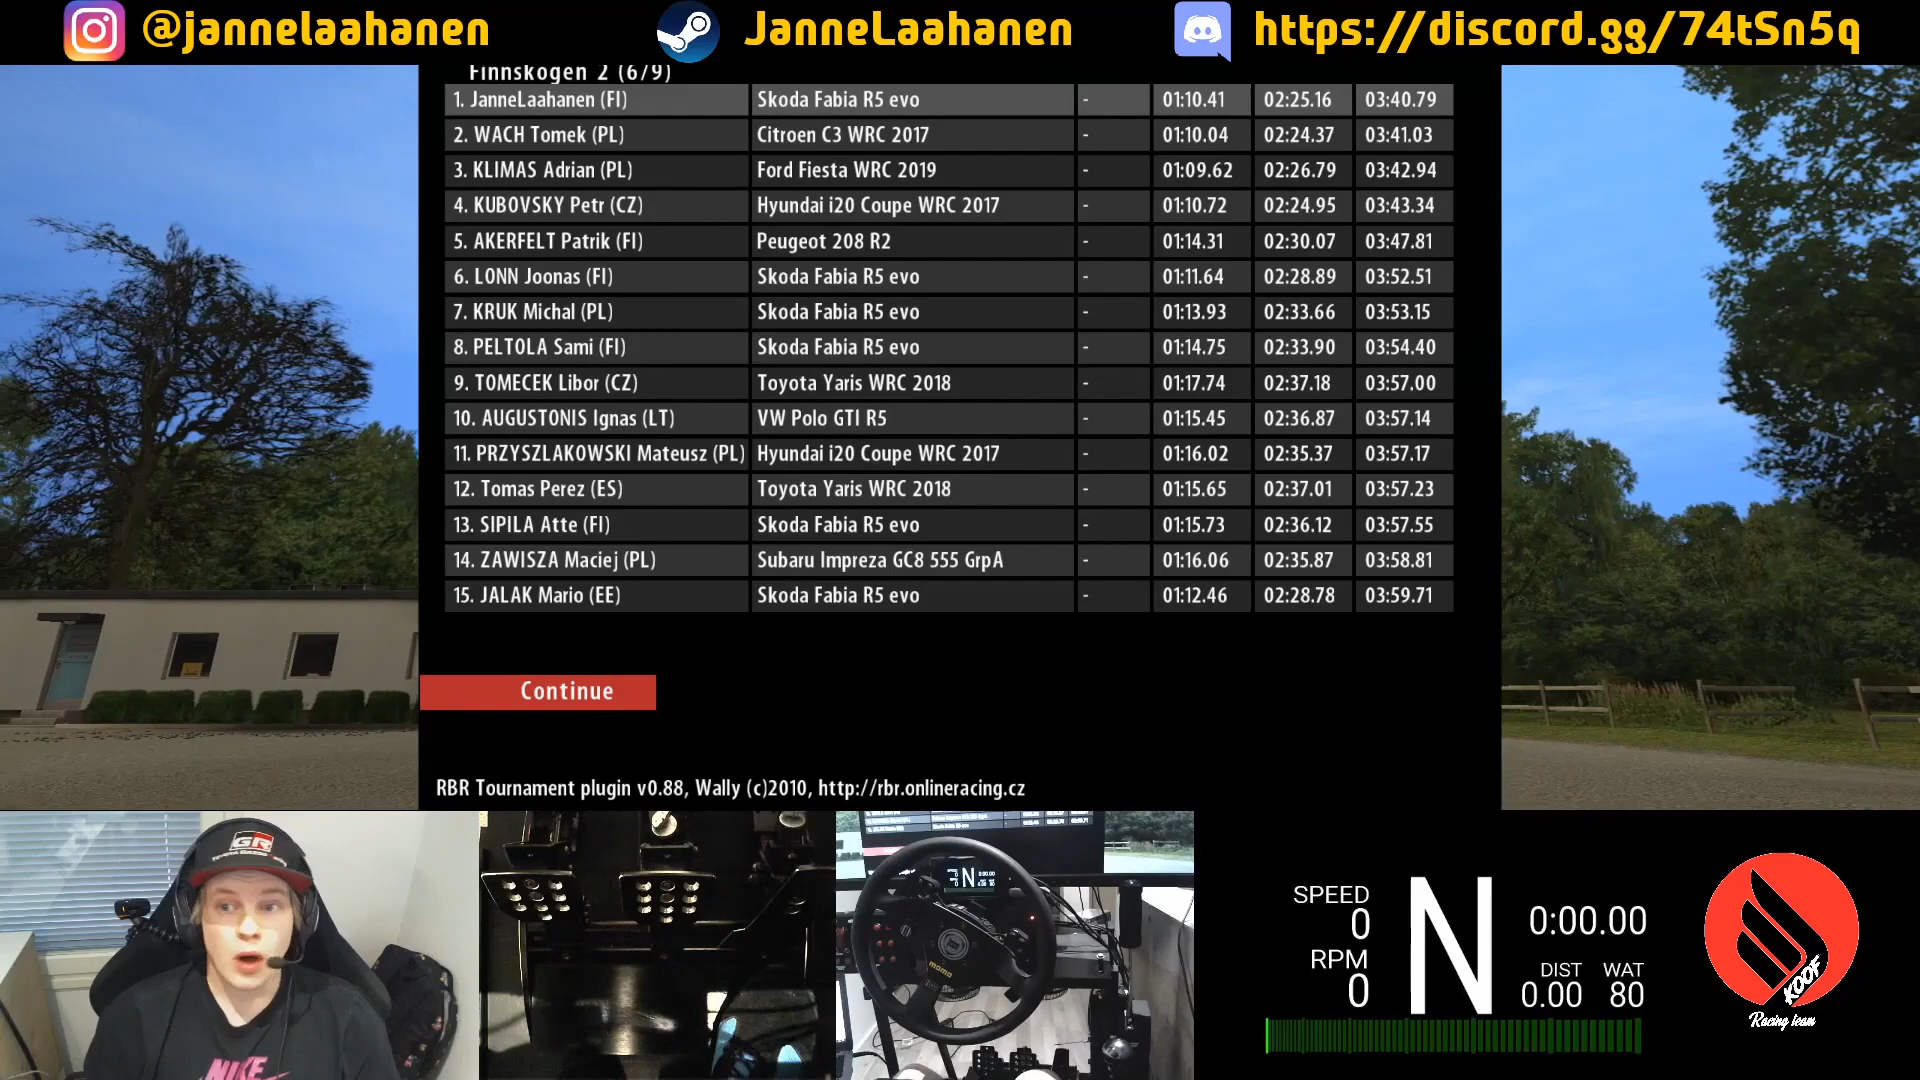 @jannelaahanen JanneLaahanen https://discord.gg/74tSn5q
Finnskogen 2 (6/9)
1. JanneLaahanen (FI) Skoda Fabia R5 evo - 01:10.41 02:25.16 03:40.79
2. WACH Tomek (PL) Citroen C3 WRC 2017 - 01:10.04 02:24.37 03:41.03
3. KLIMAS Adrian (PL) Ford Fiesta WRC 2019 - 01:09.62 02:26.79 03:42.94
4. KUBOVSKY Petr (CZ) Hyundai i20 Coupe WRC 2017 - 01:10.72 02:24.95 03:43.34
5. AKERFELT Patrik (FI) Peugeot 208 R2 - 01:14.31 02:30.07 03:47.81
6. LONN Joonas (FI) Skoda Fabia R5 evo - 01:11.64 02:28.89 03:52.51
7. KRUK Michal (PL) Skoda Fabia R5 evo - 01:13.93 02:33.66 03:53.15
8. PELTOLA Sami (FI) Skoda Fabia R5 evo - 01:14.75 02:33.90 03:54.40
9. TOMECEK Libor (CZ) Toyota Yaris WRC 2018 - 01:17.74 02:37.18 03:57.00
10. AUGUSTONIS Ignas (LT) VW Polo GTI R5 - 01:15.45 02:36.87 03:57.14
11. PRZYSZLAKOWSKI Mateusz (PL) Hyundai i20 Coupe WRC 2017 - 01:16.02 02:35.37 03:57.17
12. Tomas Perez (ES) Toyota Yaris WRC 2018 - 01:15.65 02:37.01 03:57.23
13. SIPILA Atte (FI) Skoda Fabia R5 evo - 01:15.73 02:36.12 03:57.55
14. ZAWISZA Maciej (PL) Subaru Impreza GC8 555 GrpA - 01:16.06 02:35.87 03:58.81
15. JALAK Mario (EE) Skoda Fabia R5 evo - 01:12.46 02:28.78 03:59.71
Continue
RBR Tournament plugin v0.88, Wally (c)2010, http://rbr.onlineracing.cz
GR
NIKE
momo
N
SPEED
0
RPM
0
N
0:00.00
DIST WAT
0.00 80
KOOF
Racing team